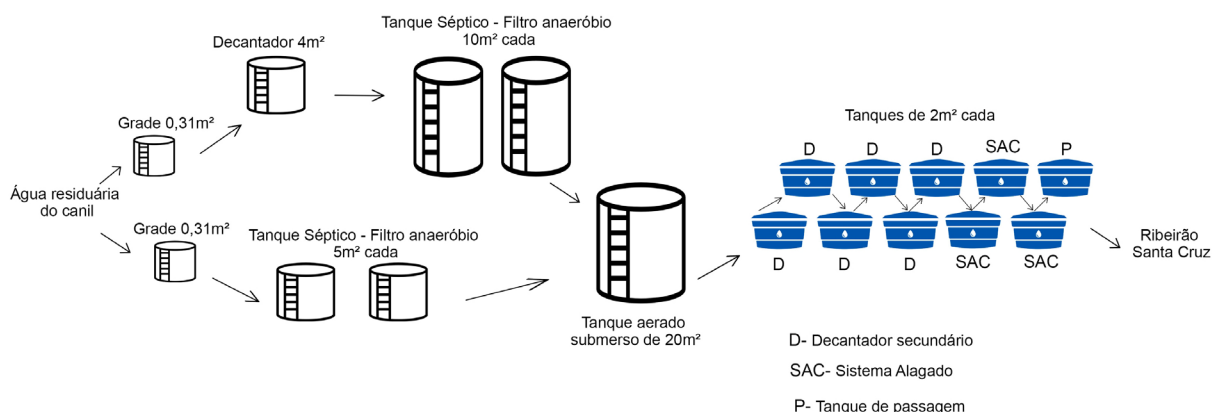 Tanque Séptico - Filtro anaeróbio
10m² cada
Decantador 4m²
Grade 0,31m²
Água residuária
do canil
Grade 0,31m²
Tanque Séptico - Filtro anaeróbio
5m² cada
Tanque aerado
submerso de 20m²
Tanques de 2m² cada
D D D SAC P
D D D SAC SAC
Ribeirão
Santa Cruz
D- Decantador secundário
SAC- Sistema Alagado
P- Tanque de passagem